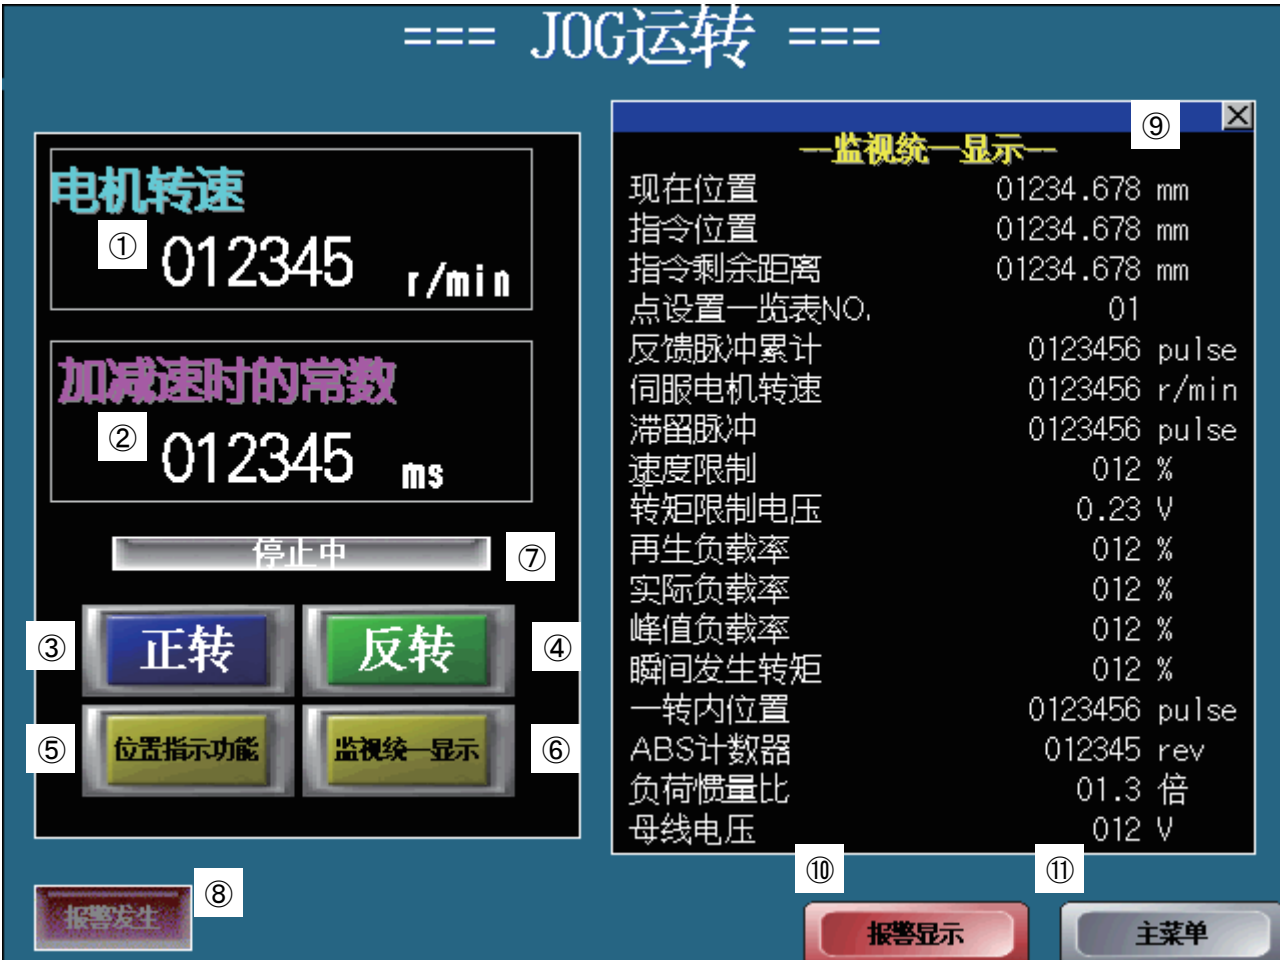 === JOG运转 ===
⑨
--监视统一显示--
电机转速
① 012345 r/min
加减速时的常数
② 012345 ms
停止中 ⑦
③ 正转 反转 ④
⑤ 位置指示功能 监视统一显示 ⑥
现在位置 01234.678 mm
指令位置 01234.678 mm
指令剩余距离 01234.678 mm
点设置一览表NO. 01
反馈脉冲累计 0123456 pulse
伺服电机转速 0123456 r/min
滞留脉冲 0123456 pulse
速度限制 012 %
转矩限制电压 0.23 V
再生负载率 012 %
实际负载率 012 %
峰值负载率 012 %
瞬间发生转矩 012 %
一转内位置 0123456 pulse
ABS计数器 012345 rev
负荷惯量比 01.3 倍
母线电压 012 V
报警发生 ⑧
⑩ ⑪
报警显示 主菜单